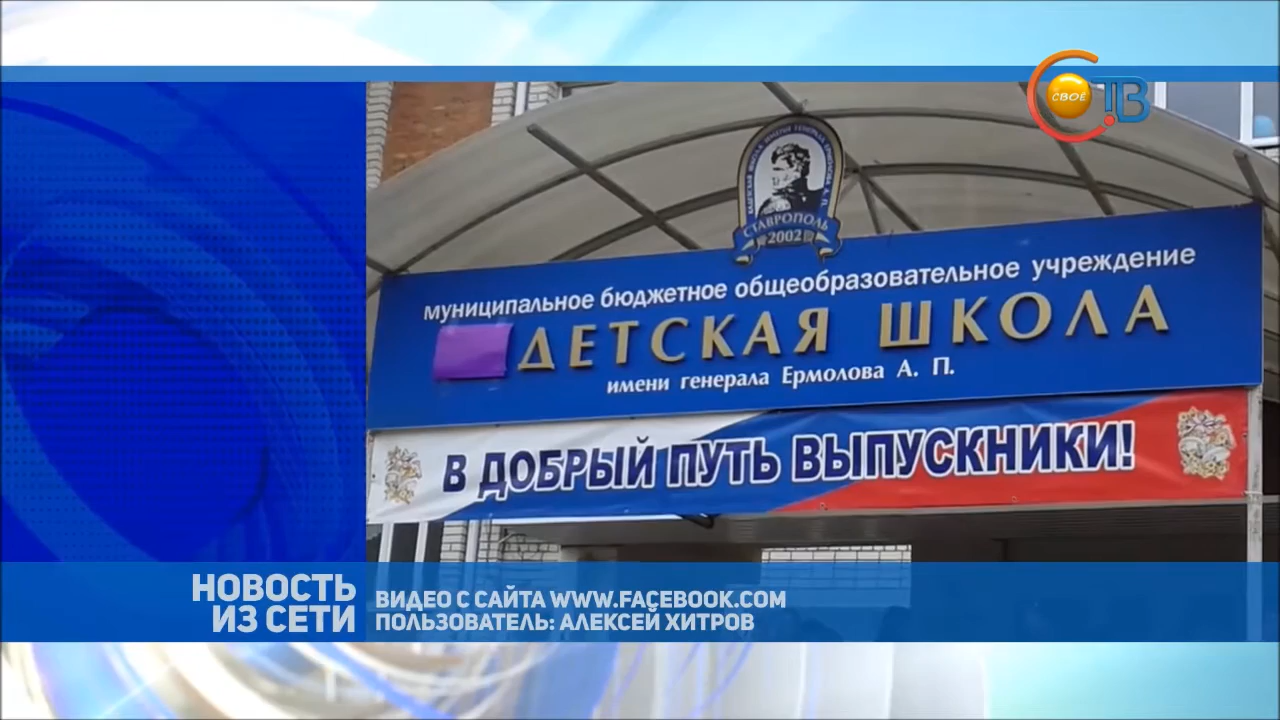 СВОЁ ТВ
СТАВРОПОЛЬ
2002
муниципальное бюджетное общеобразовательное учреждение
ДЕТСКАЯ ШКОЛА
имени генерала Ермолова А. П.
В ДОБРЫЙ ПУТЬ ВЫПУСКНИКИ!
НОВОСТЬ
ИЗ СЕТИ
ВИДЕО С САЙТА WWW.FACEBOOK.COM
ПОЛЬЗОВАТЕЛЬ: АЛЕКСЕЙ ХИТРОВ